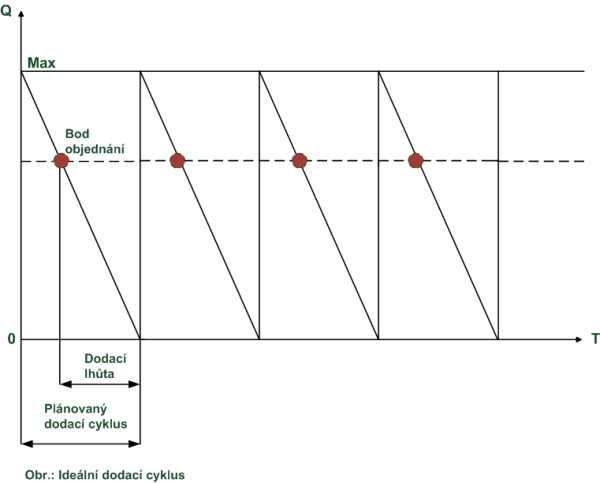 Q
Max
Bod
objednání
0
T
Dodací
lhůta
Plánovaný
dodací cyklus
Obr.: Ideální dodací cyklus